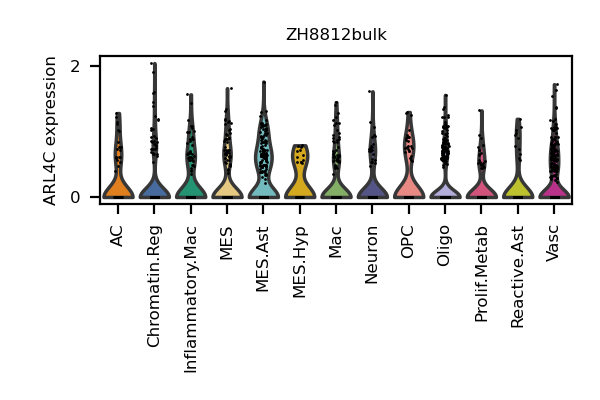 ZH8812bulk
ARL4C expression
2
0
AC
Chromatin.Reg
Inflammatory.Mac
MES
MES.Ast
MES.Hyp
Mac
Neuron
OPC
Oligo
Prolif.Metab
Reactive.Ast
Vasc